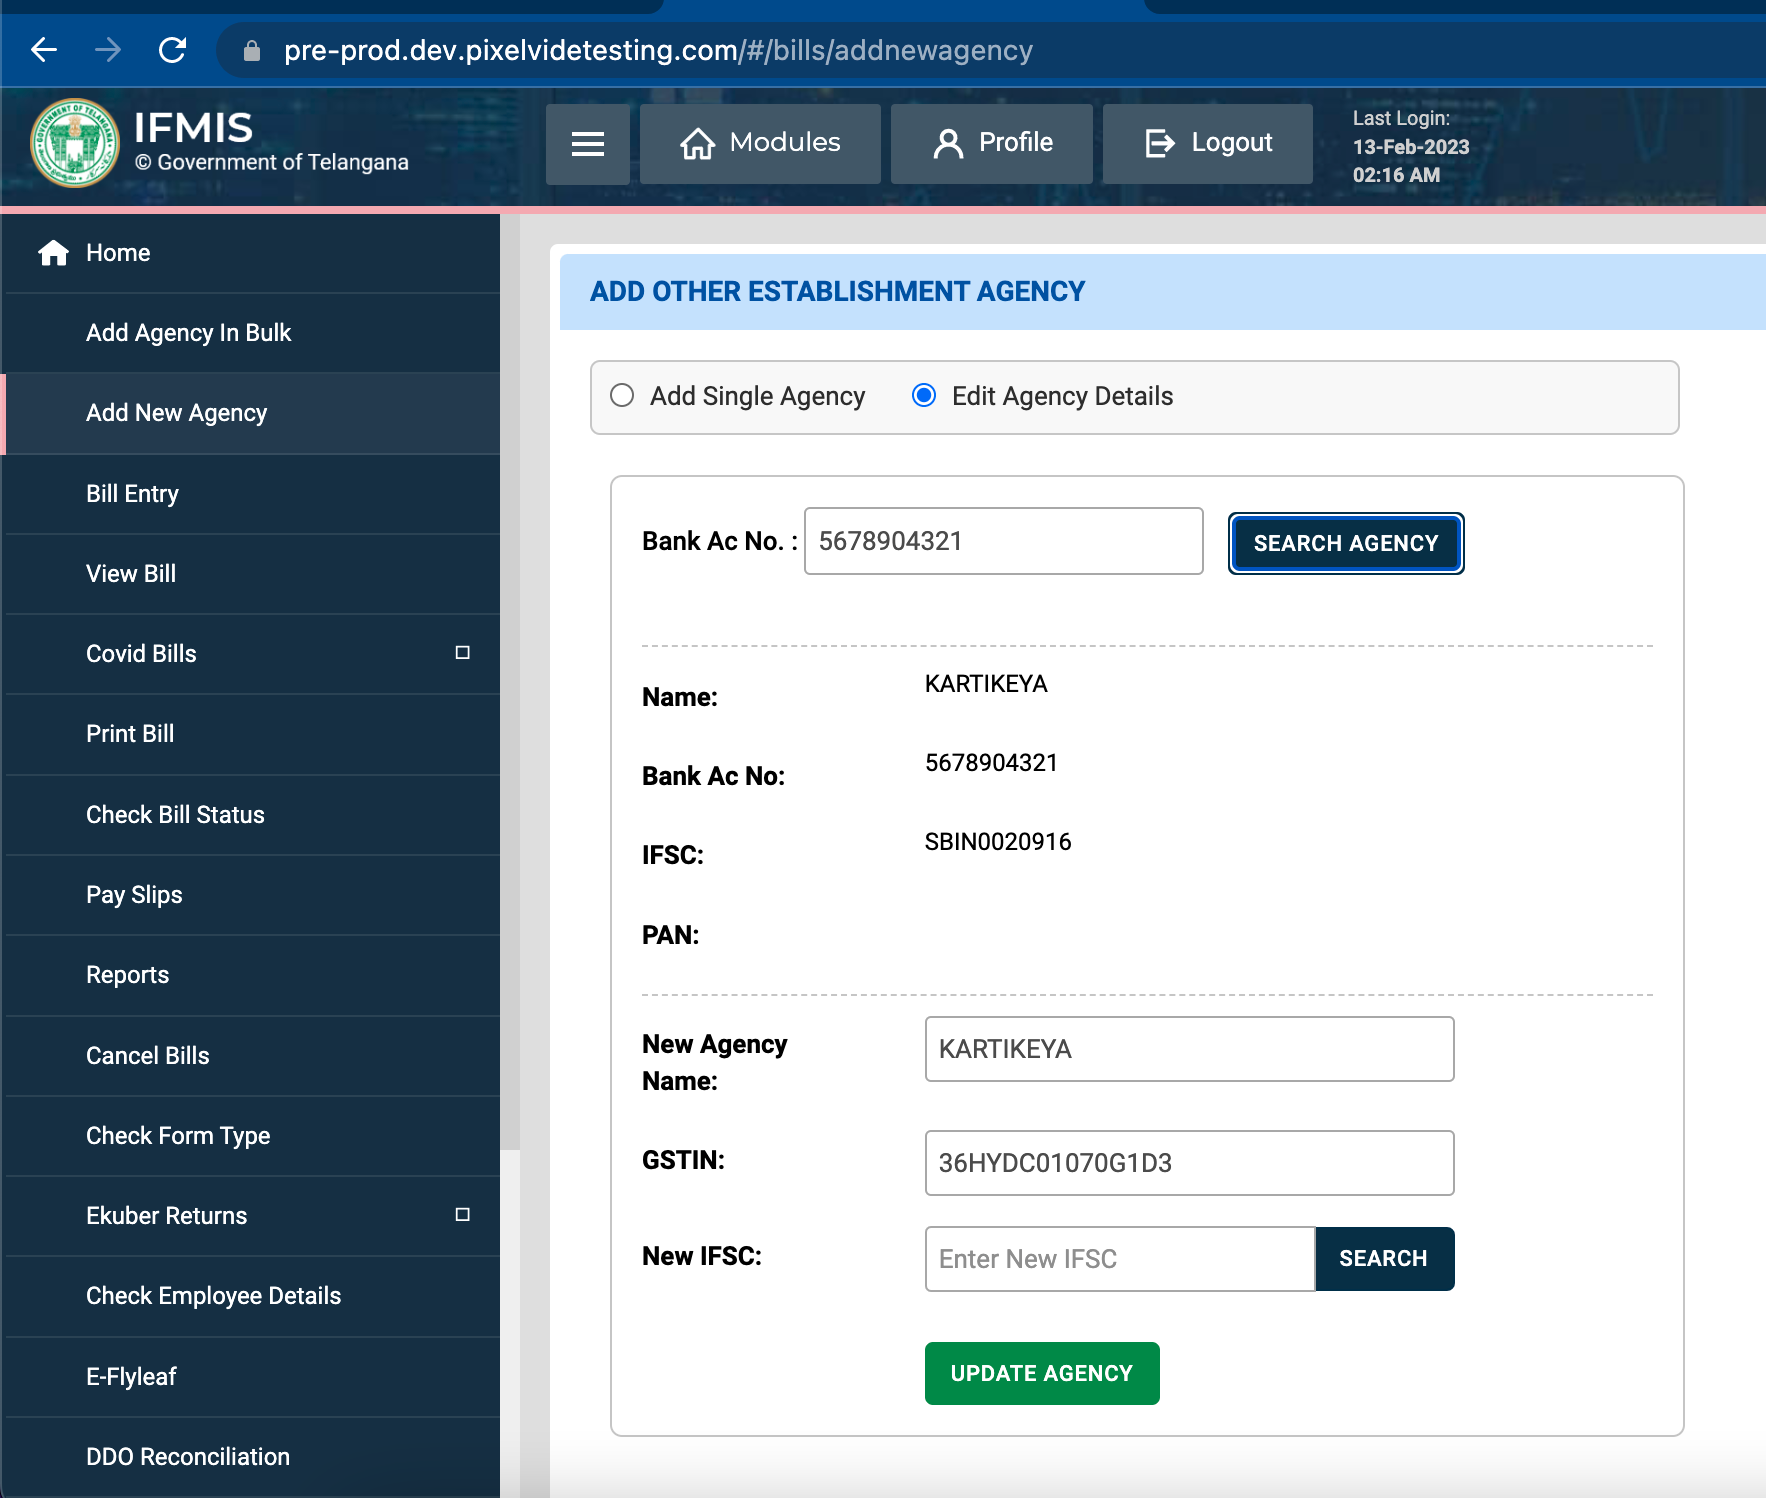 pre-prod.dev.pixelvidetesting.com/#/bills/addnewagency
IFMIS
© Government of Telangana
Modules
Profile
Logout
Last Login:
13-Feb-2023
02:16 AM
Home
Add Agency In Bulk
Add New Agency
Bill Entry
View Bill
Covid Bills
Print Bill
Check Bill Status
Pay Slips
Reports
Cancel Bills
Check Form Type
Ekuber Returns
Check Employee Details
E-Flyleaf
DDO Reconciliation
ADD OTHER ESTABLISHMENT AGENCY
Add Single Agency
Edit Agency Details
Bank Ac No. : 5678904321 SEARCH AGENCY
Name: KARTIKEYA
Bank Ac No: 5678904321
IFSC: SBIN0020916
PAN:
New Agency
Name: KARTIKEYA
GSTIN: 36HYDC01070G1D3
New IFSC: Enter New IFSC SEARCH
UPDATE AGENCY